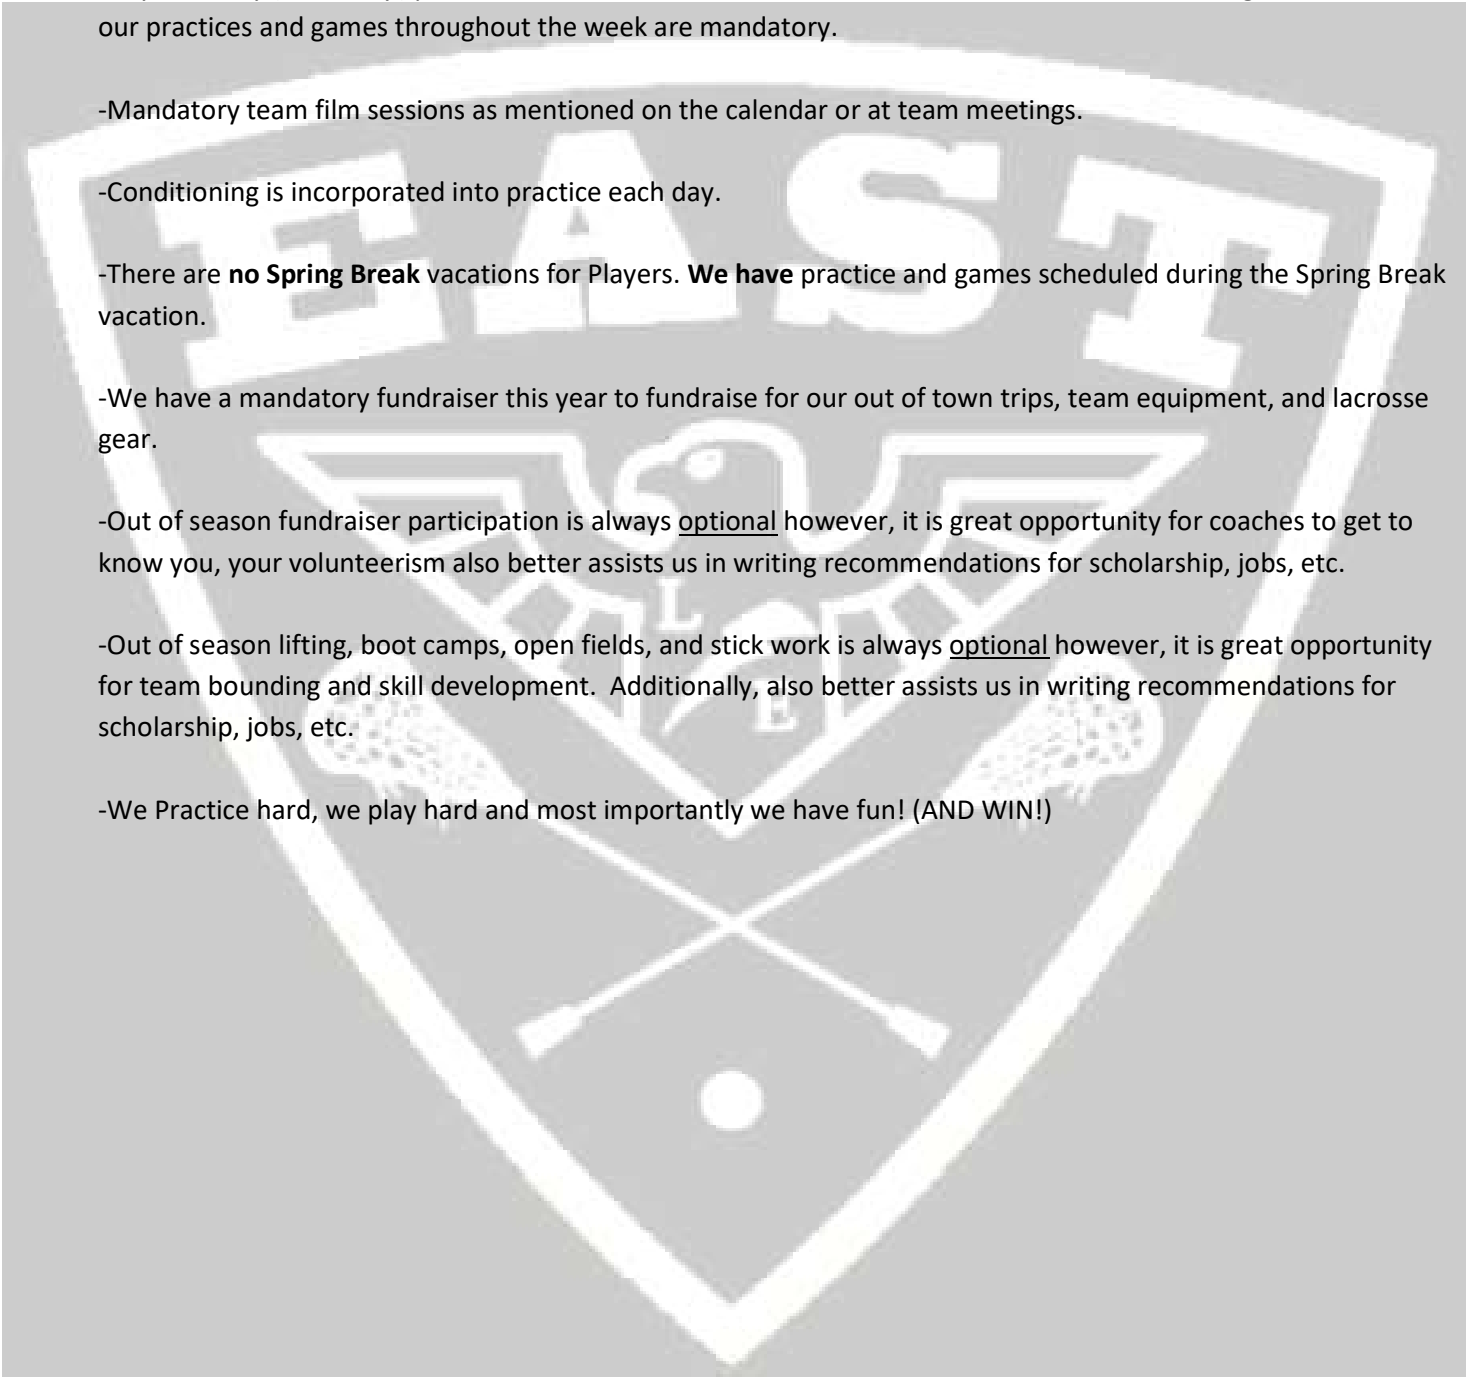 our practices and games throughout the week are mandatory.
-Mandatory team film sessions as mentioned on the calendar or at team meetings.
-Conditioning is incorporated into practice each day.
-There are no Spring Break vacations for Players. We have practice and games scheduled during the Spring Break
vacation.
-We have a mandatory fundraiser this year to fundraise for our out of town trips, team equipment, and lacrosse
gear.
-Out of season fundraiser participation is always optional however, it is great opportunity for coaches to get to
know you, your volunteerism also better assists us in writing recommendations for scholarship, jobs, etc.
-Out of season lifting, boot camps, open fields, and stick work is always optional however, it is great opportunity
for team bounding and skill development.  Additionally, also better assists us in writing recommendations for
scholarship, jobs, etc.
-We Practice hard, we play hard and most importantly we have fun! (AND WIN!)
EAST
L
E